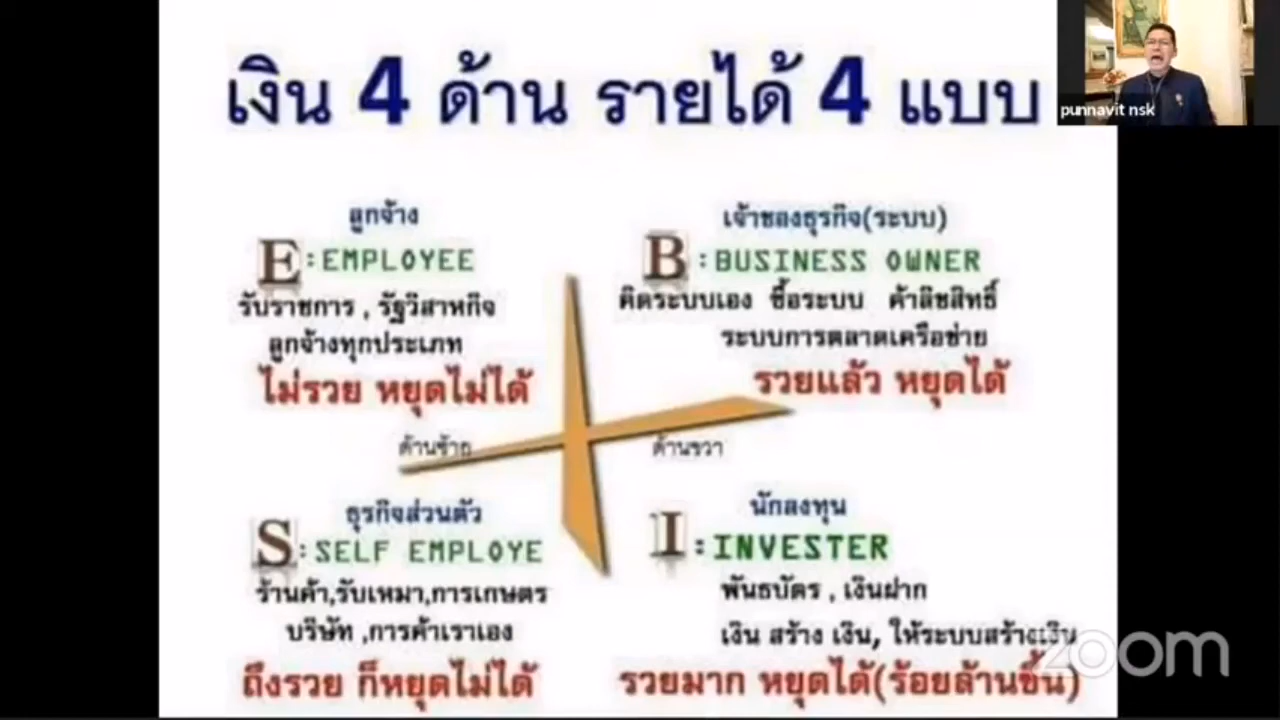 เงิน 4 ด้าน รายได้ 4 แบบ
punnavit nsk
ลูกจ้าง
E : EMPLOYEE
รับราชการ , รัฐวิสาหกิจ
ลูกจ้างทุกประเภท
ไม่รวย หยุดไม่ได้
เจ้าของธุรกิจ(ระบบ)
B : BUSINESS OWNER
คิดระบบเอง ซื้อระบบ ค้าลิขสิทธิ์
ระบบการตลาดเครือข่าย
รวยแล้ว หยุดได้
ด้านซ้าย
ด้านขวา
ธุรกิจส่วนตัว
S : SELF EMPLOYE
ร้านค้า,รับเหมา,การเกษตร
บริษัท ,การค้าเราเอง
ถึงรวย ก็หยุดไม่ได้
นักลงทุน
I : INVESTER
พันธบัตร , เงินฝาก
เงิน สร้าง เงิน, ให้ระบบสร้างเงิน
รวยมาก หยุดได้(ร้อยล้านขึ้น)
zoom